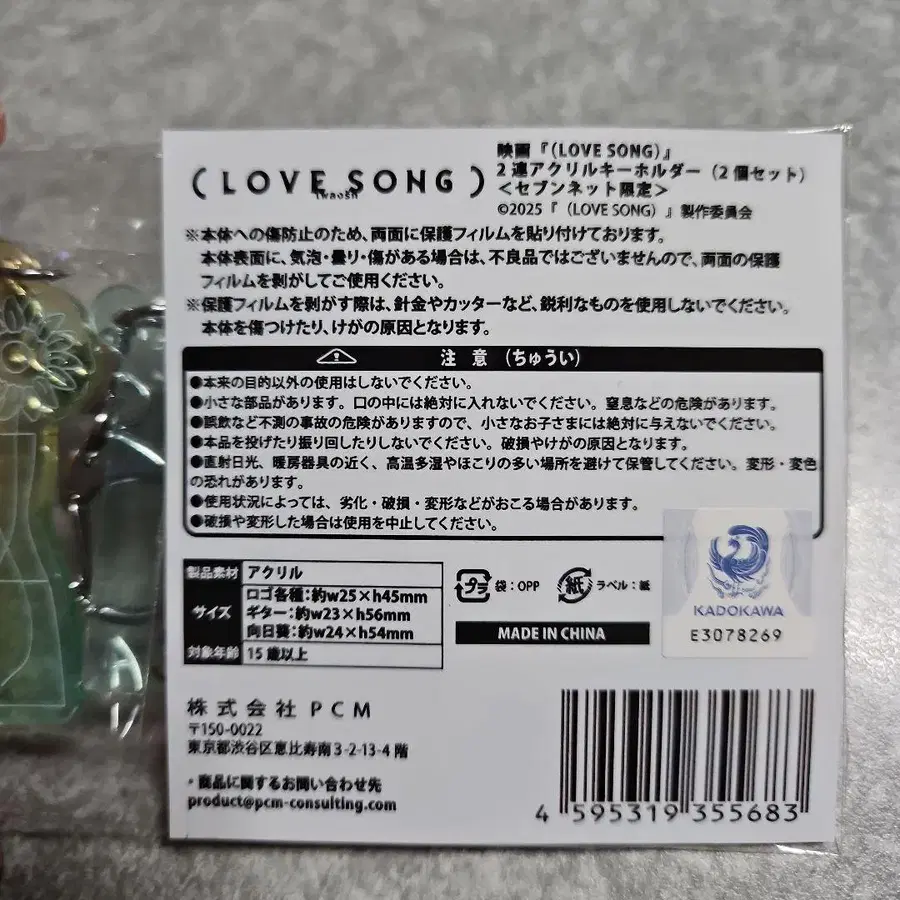 (LOVE SONG)
映画『(LOVE SONG)』
2連アクリルキーホルダー(2個セット)
<セブンネット限定>
©2025『(LOVE SONG)』製作委員会
※本体への傷防止のため、両面に保護フィルムを貼り付けております。
本体表面に、気泡・曇り・傷がある場合は、不良品ではございませんので、両面の保護
フィルムを剥がしてご使用ください。
※保護フィルムを剥がす際は、針金やカッターなど、鋭利なものを使用しないでください。
本体を傷つけたり、けがの原因となります。
注意(ちゅうい)
●本来の目的以外の使用はしないでください。
●小さな部品があります。口の中には絶対に入れないでください。窒息などの危険があります。
●誤飲など不測の事故の危険がありますので、小さなお子さまには絶対に与えないでください。
●本品を投げたり振り回したりしないでください。破損やけがの原因となります。
●直射日光、暖房器具の近く、高温多湿やほこりの多い場所を避けて保管してください。変形・変色
の恐れがあります。
●使用状況によっては、劣化・破損・変形などがおこる場合があります。
●破損や変形した場合は使用を中止してください。
製品素材 アクリル
サイズ ロゴ各種:約w25×h45mm
ギター:約w23×h56mm
向日葵:約w24×h54mm
対象年齢 15歳以上
プラ 袋:OPP 紙 ラベル:紙
MADE IN CHINA
KADOKAWA
E3078269
株式会社PCM
〒150-0022
東京都渋谷区恵比寿南3-2-13-4階
・商品に関するお問い合わせ先
product@pcm-consulting.com
4 595319 355683